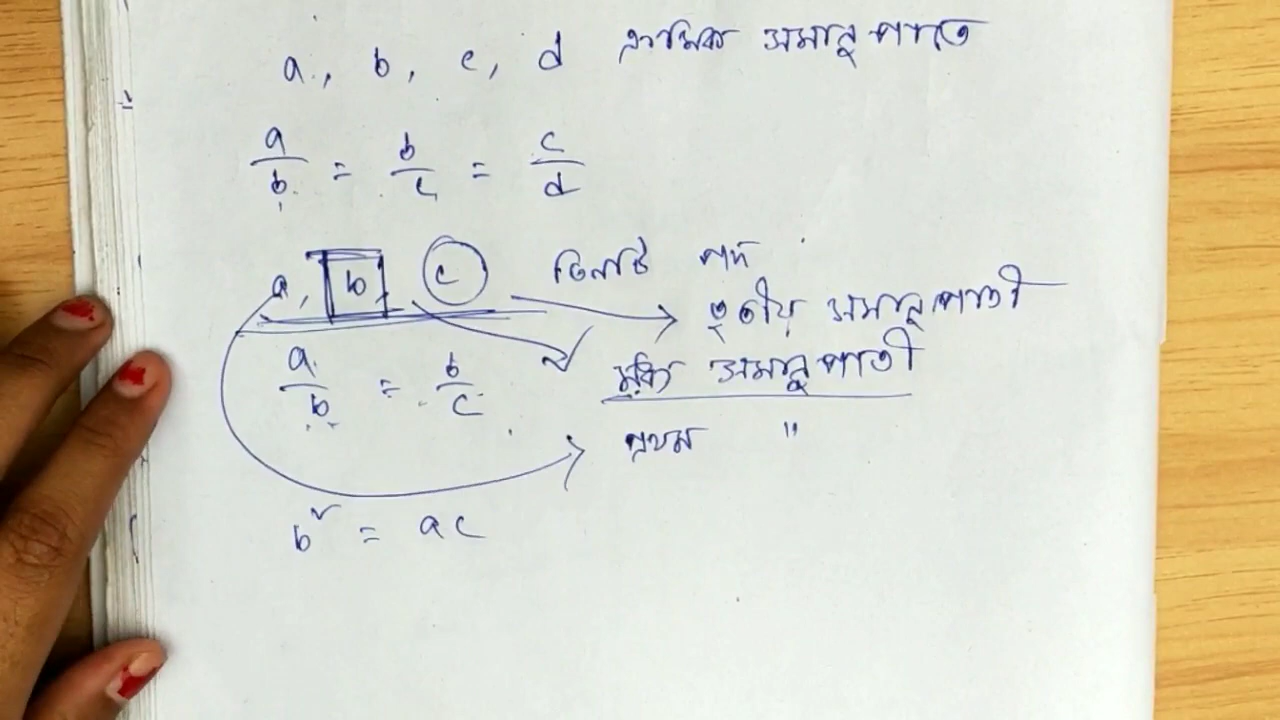 a, b, c, d ক্রমিক সমানুপাতে
a/b = b/c = c/d
a, b c তিনটি পদ
তৃতীয় সমানুপাতী
a/b = b/c মধ্য সমানুপাতী
প্রথম "
b² = ac